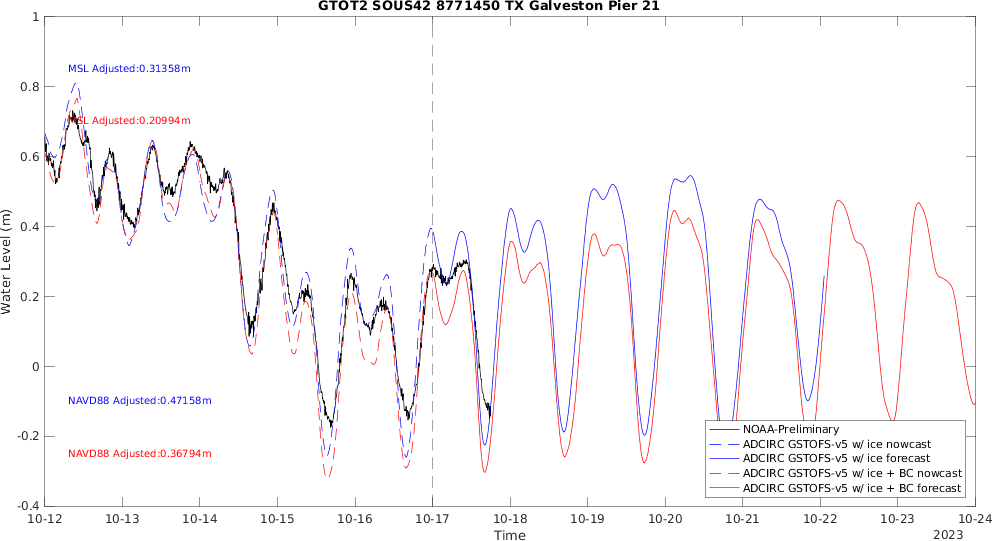 GTOT2 SOUS42 8771450 TX Galveston Pier 21
1
0.8
0.6
0.4
0.2
0
-0.2
-0.4
Water Level (m)
MSL Adjusted:0.31358m
MSL Adjusted:0.20994m
NAVD88 Adjusted:0.47158m
NAVD88 Adjusted:0.36794m
NOAA-Preliminary
ADCIRC GSTOFS-v5 w/ ice nowcast
ADCIRC GSTOFS-v5 w/ ice forecast
ADCIRC GSTOFS-v5 w/ ice + BC nowcast
ADCIRC GSTOFS-v5 w/ ice + BC forecast
10-12 10-13 10-14 10-15 10-16 10-17 10-18 10-19 10-20 10-21 10-22 10-23 10-24
Time
2023